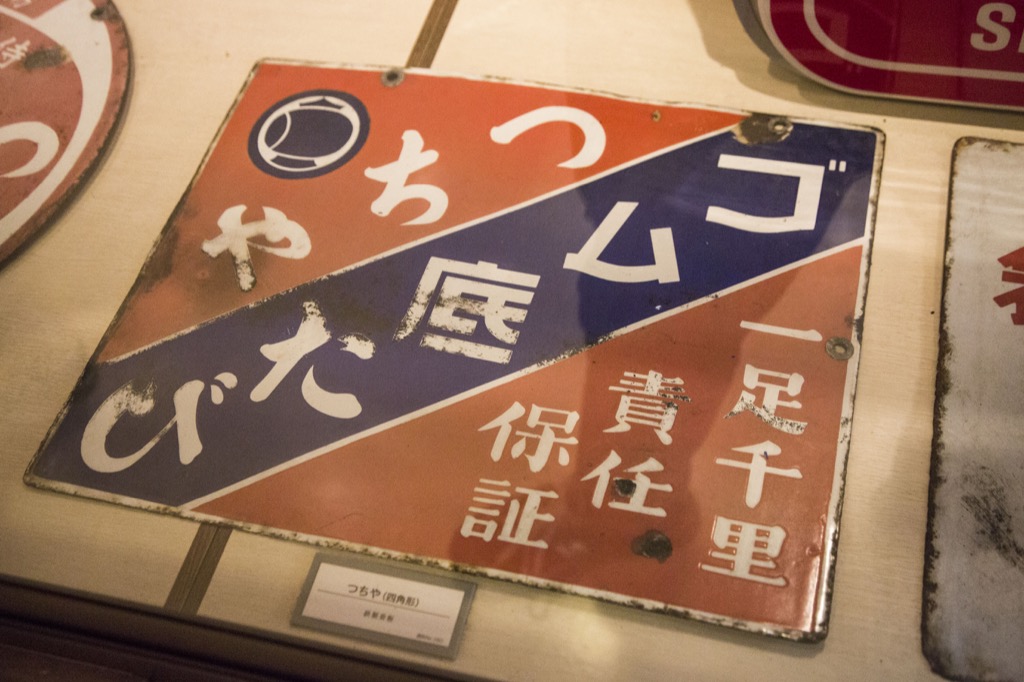 つちや
ゴム底たび
一足千里
責任
保証
つちや(四角形)
S